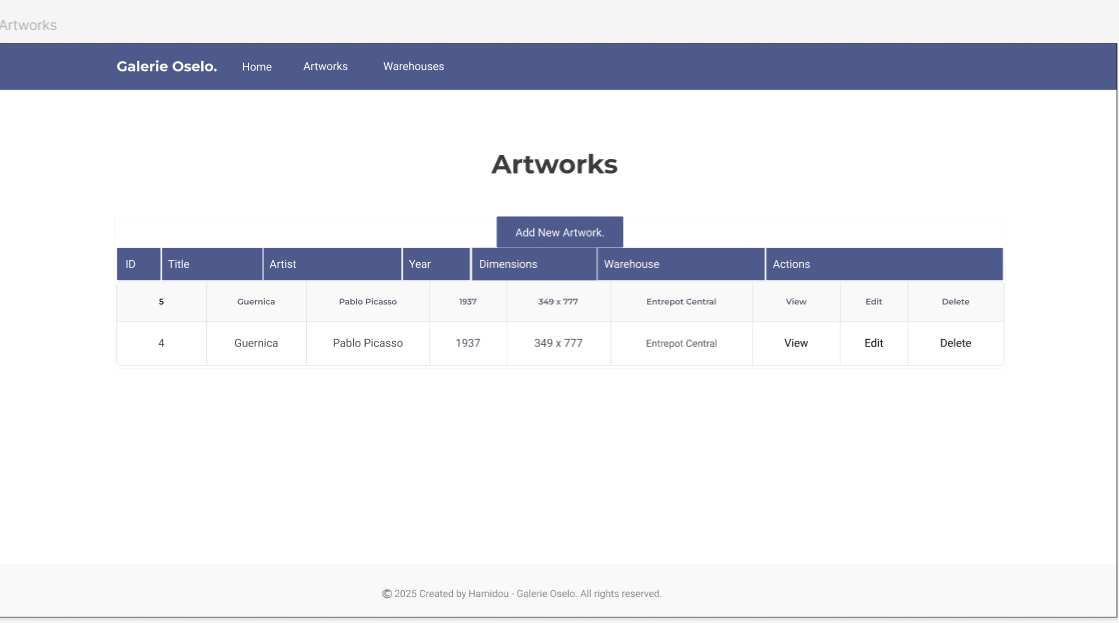 Artworks
Galerie Oselo. Home Artworks Warehouses
Artworks
Add New Artwork.
ID Title Artist Year Dimensions Warehouse Actions
5 Guernica Pablo Picasso 1937 349 x 777 Entrepot Central View Edit Delete
4 Guernica Pablo Picasso 1937 349 x 777 Entrepot Central View Edit Delete
© 2025 Created by Hamidou - Galerie Oselo. All rights reserved.